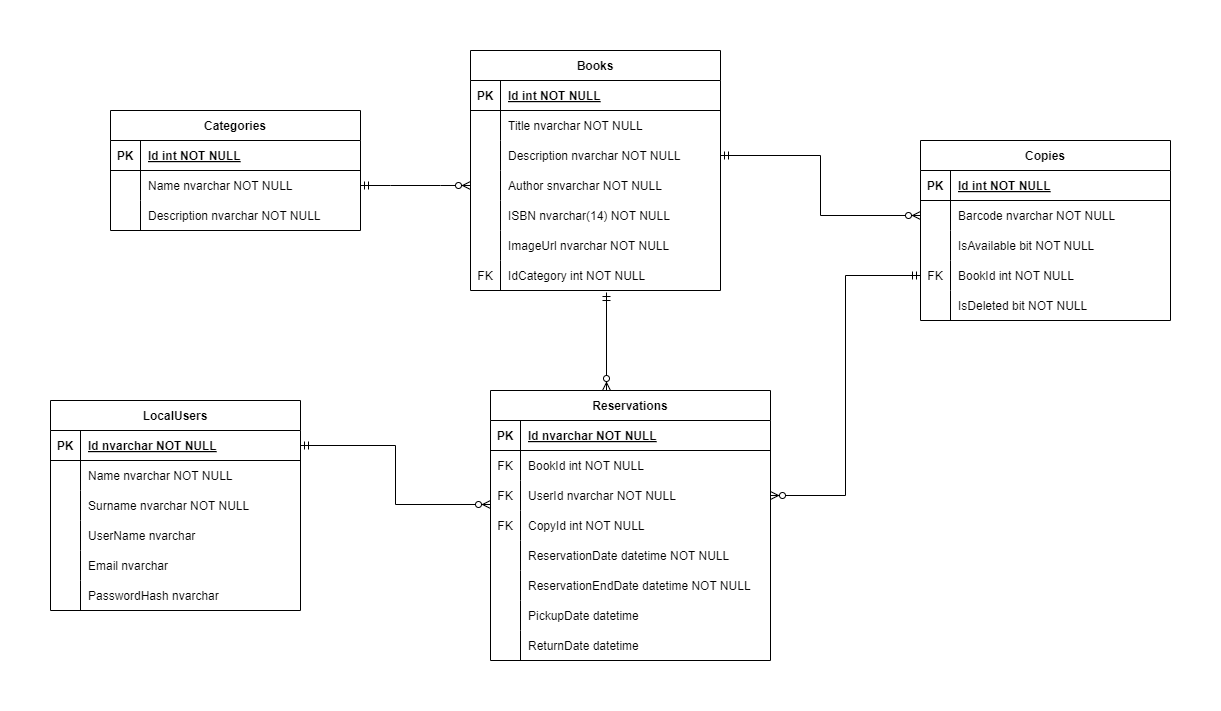 Books
PK Id int NOT NULL
Title nvarchar NOT NULL
Description nvarchar NOT NULL
Author snvarchar NOT NULL
ISBN nvarchar(14) NOT NULL
ImageUrl nvarchar NOT NULL
FK IdCategory int NOT NULL
Categories
PK Id int NOT NULL
Name nvarchar NOT NULL
Description nvarchar NOT NULL
Copies
PK Id int NOT NULL
Barcode nvarchar NOT NULL
IsAvailable bit NOT NULL
FK BookId int NOT NULL
IsDeleted bit NOT NULL
LocalUsers
PK Id nvarchar NOT NULL
Name nvarchar NOT NULL
Surname nvarchar NOT NULL
UserName nvarchar
Email nvarchar
PasswordHash nvarchar
Reservations
PK Id nvarchar NOT NULL
FK BookId int NOT NULL
FK UserId nvarchar NOT NULL
FK CopyId int NOT NULL
ReservationDate datetime NOT NULL
ReservationEndDate datetime NOT NULL
PickupDate datetime
ReturnDate datetime